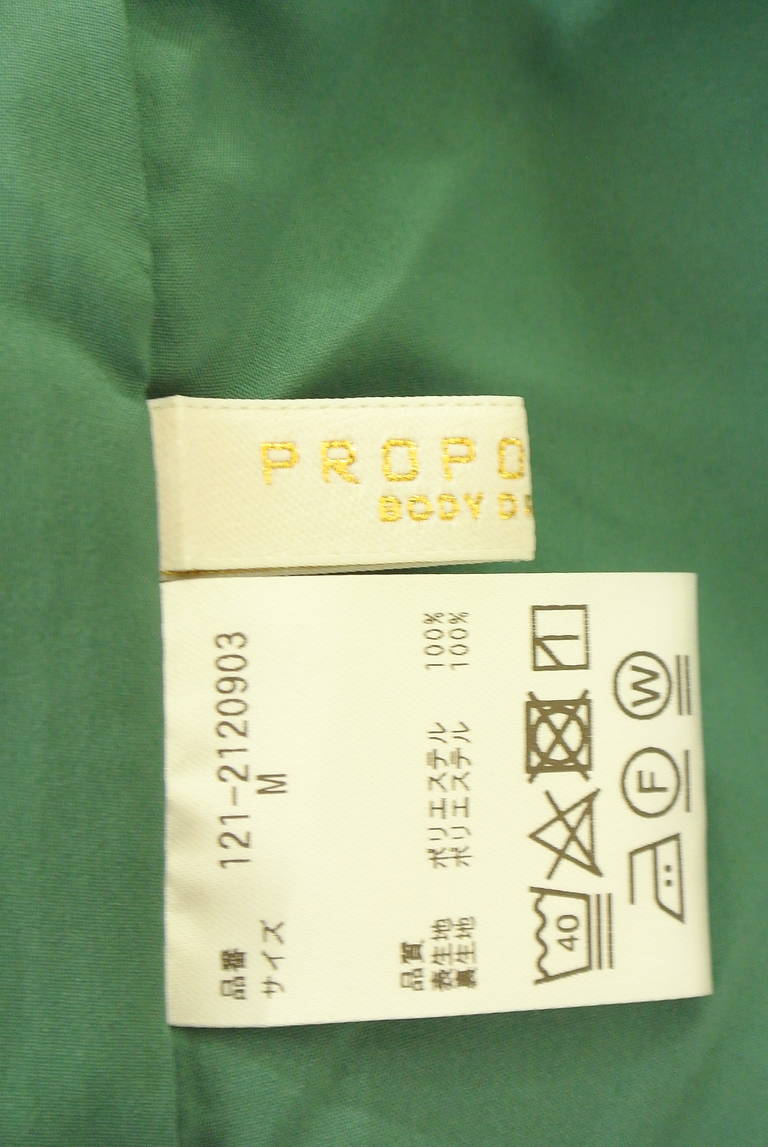 PROPO
BODY D
品番 121-2120903
サイズ M
品質
表生地 ポリエステル 100%
裏生地 ポリエステル 100%
40
F
W